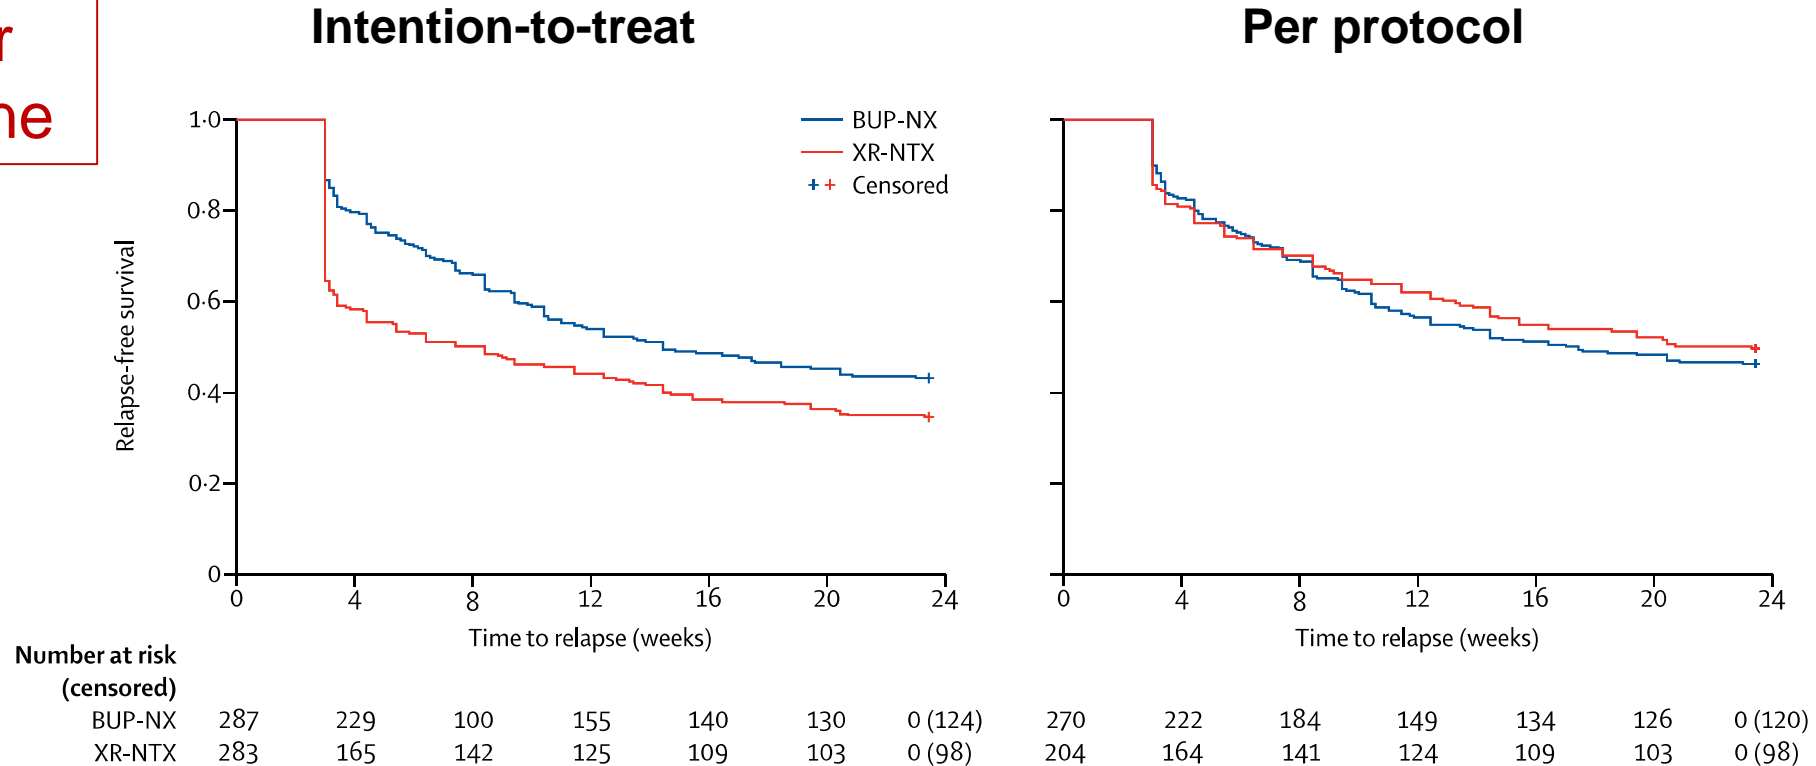 r
ne
Intention-to-treat
Per protocol
1·0
0·8
0·6
0·4
0·2
0
Relapse-free survival
BUP-NX
XR-NTX
Censored
0 4 8 12 16 20 24
Time to relapse (weeks)
0 4 8 12 16 20 24
Time to relapse (weeks)
Number at risk
(censored)
BUP-NX 287 229 100 155 140 130 0 (124) 270 222 184 149 134 126 0 (120)
XR-NTX 283 165 142 125 109 103 0 (98) 204 164 141 124 109 103 0 (98)